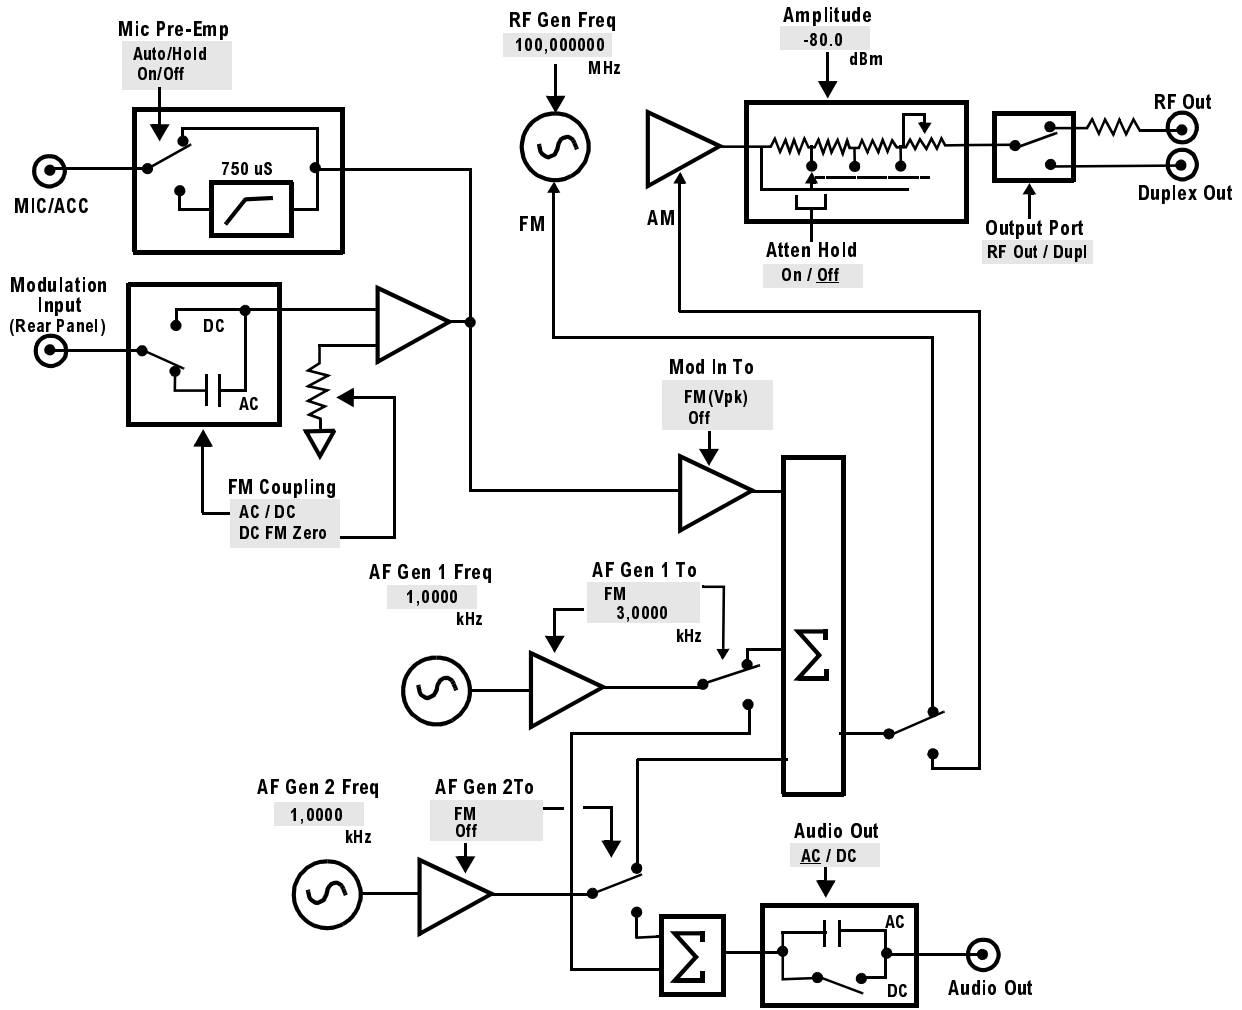 Mic Pre-Emp
Auto/Hold
On/Off
750 uS
MIC/ACC
RF Gen Freq
100,000000
MHz
FM
Amplitude
-80.0
dBm
AM
Atten Hold
On / Off
RF Out
Duplex Out
Output Port
RF Out / Dupl
Modulation
Input
(Rear Panel)
DC
AC
FM Coupling
AC / DC
DC FM Zero
Mod In To
FM(Vpk)
Off
AF Gen 1 Freq
1,0000
kHz
AF Gen 1 To
FM
3,0000
kHz
Σ
AF Gen 2 Freq
1,0000
kHz
AF Gen 2To
FM
Off
Σ
Audio Out
AC / DC
AC
DC
Audio Out